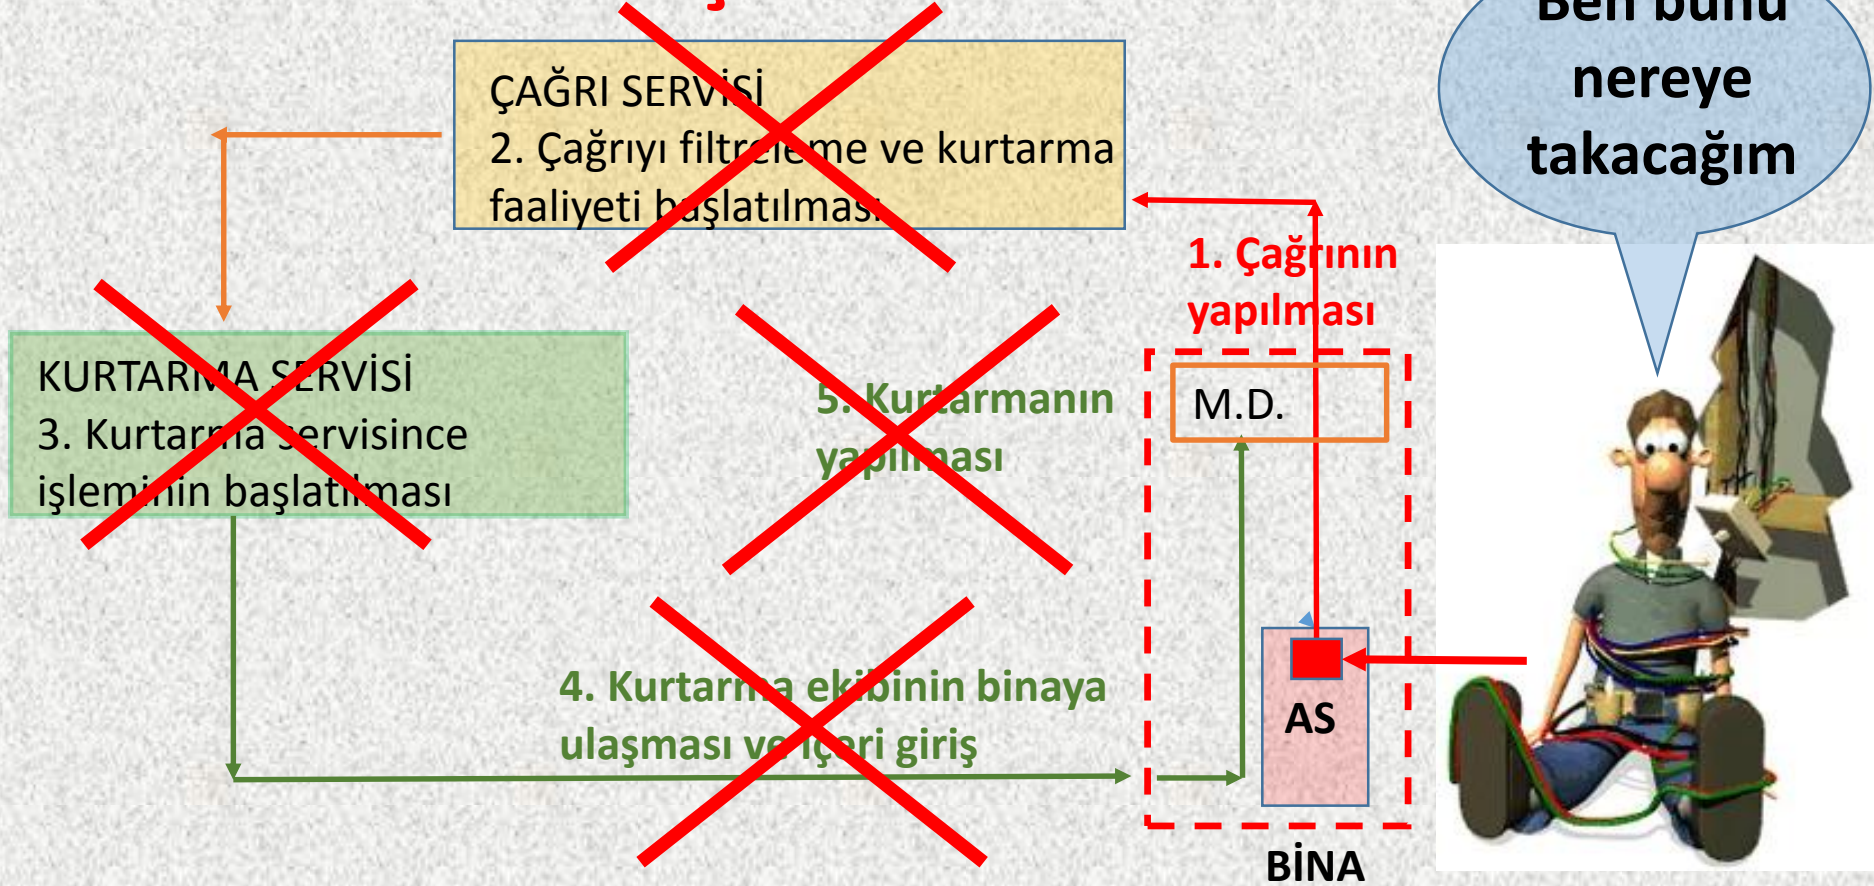 Ben bunu
nereye
takacağım
ÇAĞRI SERVİSİ
2. Çağrıyı filtreleme ve kurtarma
faaliyeti başlatılması
1. Çağrının
yapılması
KURTARMA SERVİSİ
3. Kurtarma servisince
işleminin başlatılması
5. Kurtarmanın
yapılması
M.D.
4. Kurtarma ekibinin binaya
ulaşması ve içeri giriş
AS
BİNA